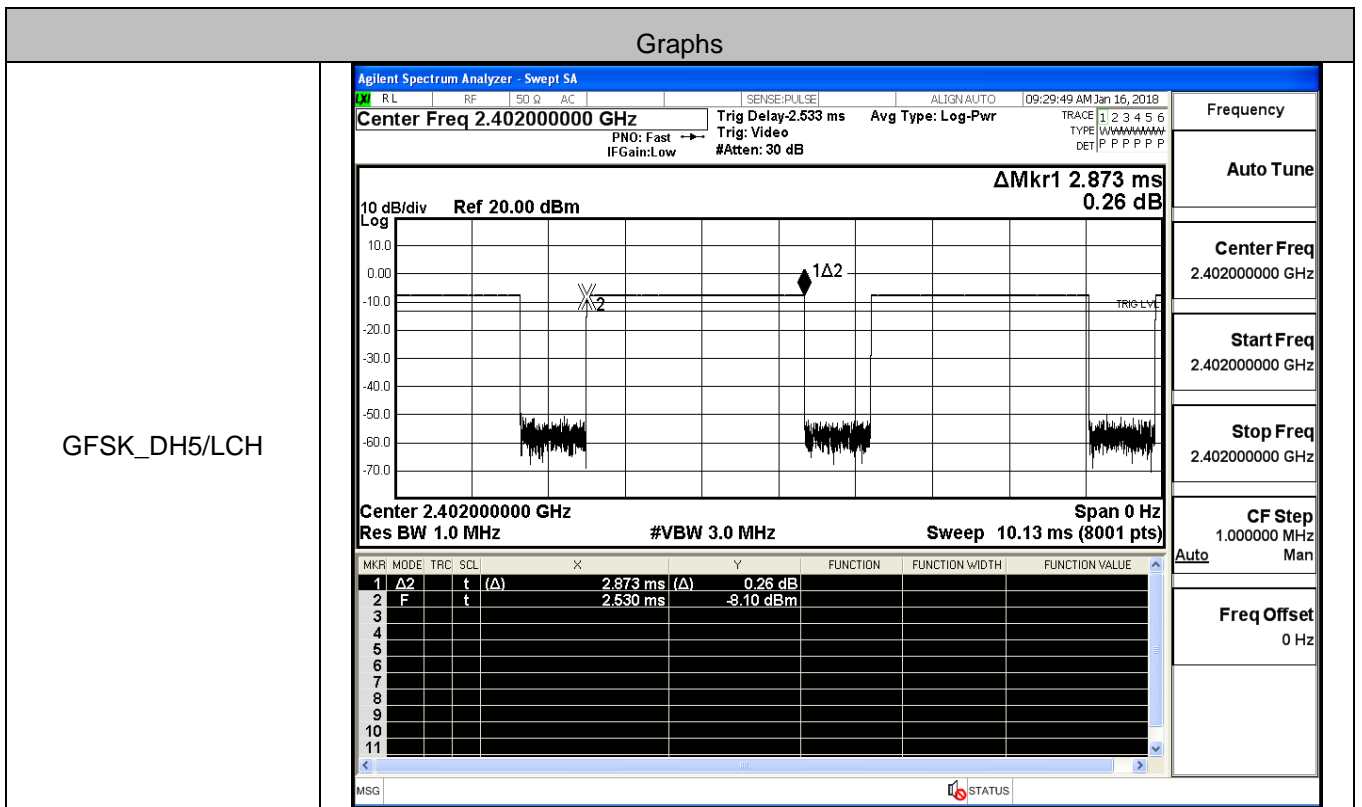 Graphs
GFSK_DH5/LCH
Agilent Spectrum Analyzer - Swept SA
LXI RL RF 50 Ω AC SENSE:PULSE ALIGN AUTO 09:29:49 AM Jan 16, 2018
Center Freq 2.402000000 GHz
PNO: Fast
IFGain:Low
Trig Delay-2.533 ms
Trig: Video
#Atten: 30 dB
Avg Type: Log-Pwr
TRACE 1 2 3 4 5 6
TYPE WWWWWWW
DET P P P P P P
ΔMkr1 2.873 ms
0.26 dB
10 dB/div Ref 20.00 dBm
Log
10.0
0.00
-10.0
-20.0
-30.0
-40.0
-50.0
-60.0
-70.0
1Δ2
2
TRIG LVL
Center 2.402000000 GHz Span 0 Hz
Res BW 1.0 MHz #VBW 3.0 MHz Sweep 10.13 ms (8001 pts)
MKR MODE TRC SCL X Y FUNCTION FUNCTION WIDTH FUNCTION VALUE
1 Δ2 t (Δ) 2.873 ms (Δ) 0.26 dB
2 F t 2.530 ms -8.10 dBm
3
4
5
6
7
8
9
10
11
MSG STATUS
Frequency
Auto Tune
Center Freq
2.402000000 GHz
Start Freq
2.402000000 GHz
Stop Freq
2.402000000 GHz
CF Step
1.000000 MHz
Auto Man
Freq Offset
0 Hz